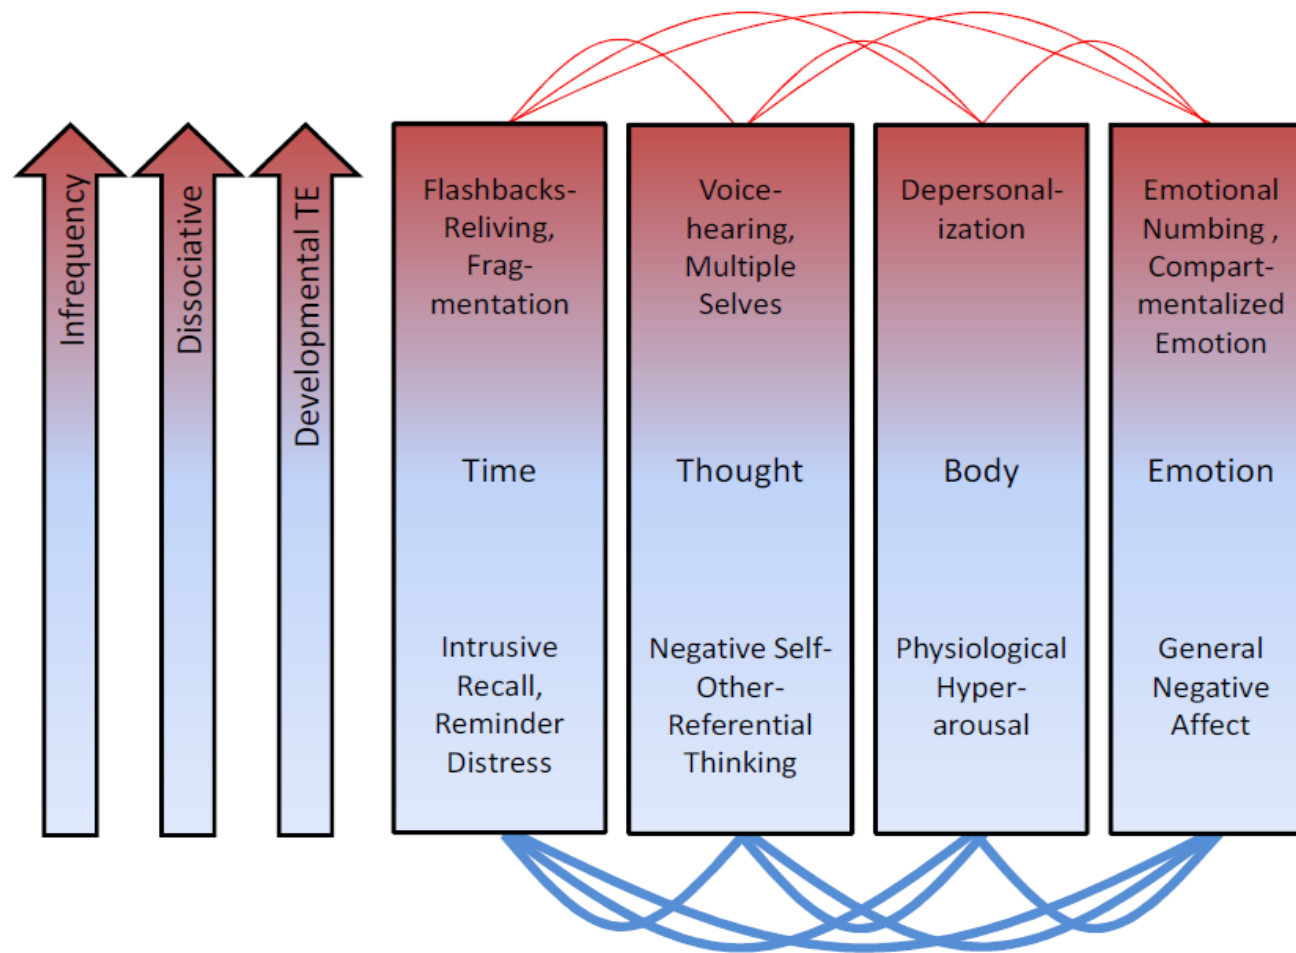 Infrequency
Dissociative
Developmental TE
Flashbacks-
Reliving,
Frag-
mentation
Time
Intrusive
Recall,
Reminder
Distress
Voice-
hearing,
Multiple
Selves
Thought
Negative Self-
Other-
Referential
Thinking
Depersonal-
ization
Body
Physiological
Hyper-
arousal
Emotional
Numbing ,
Compart-
mentalized
Emotion
Emotion
General
Negative
Affect